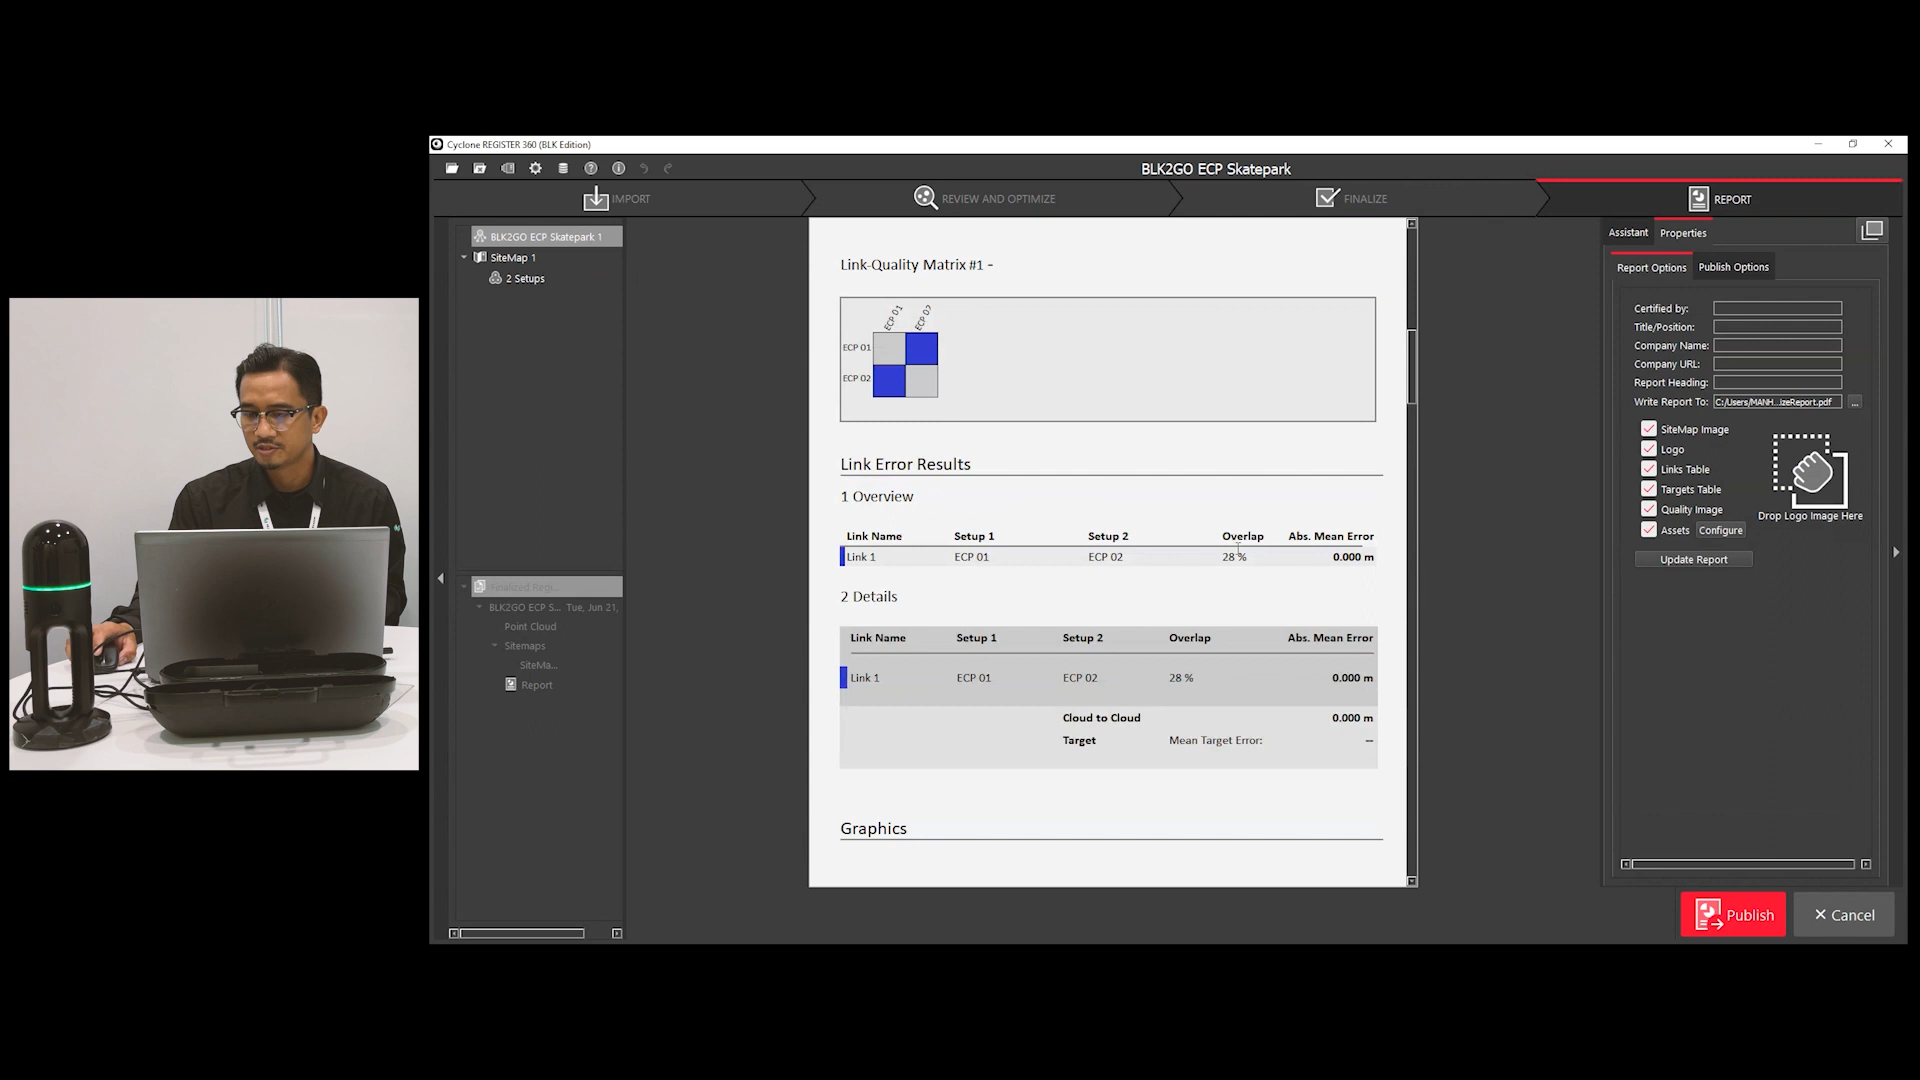 Cyclone REGISTER 360 (BLK Edition)
BLK2GO ECP Skatepark
IMPORT
REVIEW AND OPTIMIZE
FINALIZE
REPORT
BLK2GO ECP Skatepark 1
SiteMap 1
2 Setups
Finalized Regi...
BLK2GO ECP S... Tue, Jun 21,
Point Cloud
Sitemaps
SiteMa...
Report
Link-Quality Matrix #1 -
ECP 01 ECP 02
ECP 01
ECP 02
Link Error Results
1 Overview
Link Name Setup 1 Setup 2 Overlap Abs. Mean Error
Link 1 ECP 01 ECP 02 28 % 0.000 m
2 Details
Link Name Setup 1 Setup 2 Overlap Abs. Mean Error
Link 1 ECP 01 ECP 02 28 % 0.000 m
Cloud to Cloud 0.000 m
Target Mean Target Error: --
Graphics
Assistant Properties
Report Options Publish Options
Certified by:
Title/Position:
Company Name:
Company URL:
Report Heading:
Write Report To: C:/Users/MANH...izeReport.pdf ...
SiteMap Image
Logo
Links Table
Targets Table
Quality Image
Assets Configure
Drop Logo Image Here
Update Report
Publish
Cancel